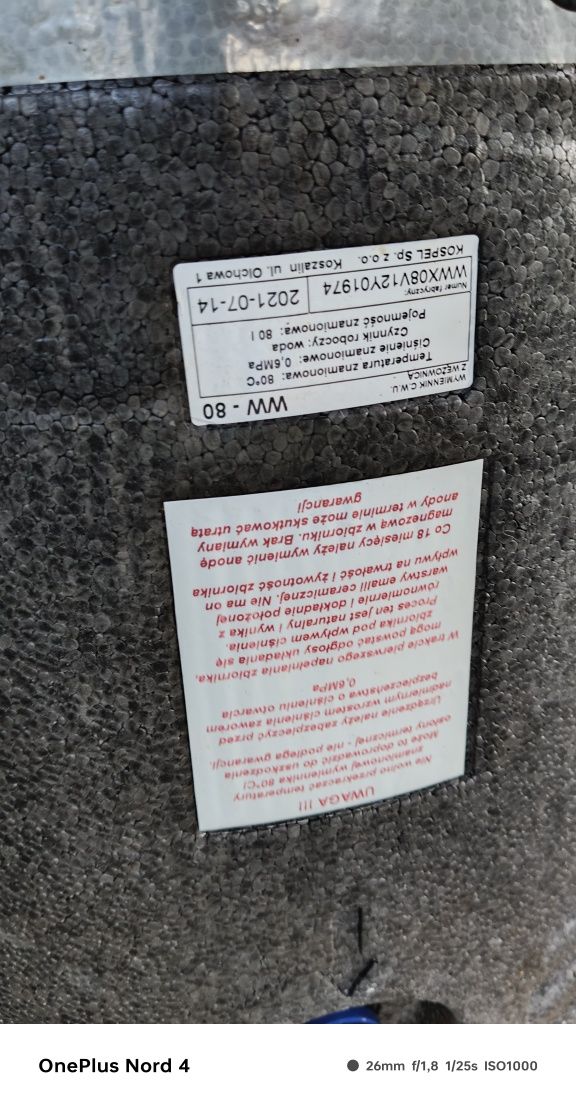 UWAGA !!!
Nie wolno przekraczać temperatury
znamionowej wymiennika 80°C!
Może to doprowadzić do uszkodzenia
osłony termicznej - nie podlega gwarancji.
Urządzenie należy zabezpieczyć przed
nadmiernym wzrostem ciśnienia zaworem
bezpieczeństwa o ciśnieniu otwarcia
0,6MPa
W trakcie pierwszego napełniania zbiornika,
mogą powstać odgłosy układania się
zbiornika pod wpływem ciśnienia.
Proces ten jest naturalny i wynika z
równomiernie i dokładnie położonej
warstwy emalii ceramicznej. Nie ma on
wpływu na trwałość i żywotność zbiornika
Co 18 miesięcy należy wymienić anodę
magnezową w zbiorniku. Brak wymiany
anody w terminie może skutkować utratą
gwarancji
WW - 80
WYMIENNIK C.W.U.
Z WĘŻOWNICĄ
Temperatura znamionowa: 80°C
Ciśnienie znamionowe: 0,6MPa
Czynnik roboczy: woda
Pojemność znamionowa: 80 l
Numer fabryczny:
WWX08V12Y01974 2021-07-14
KOSPEL Sp. z o.o. Koszalin ul. Olchowa 1
OnePlus Nord 4
26mm f/1,8 1/25s ISO1000